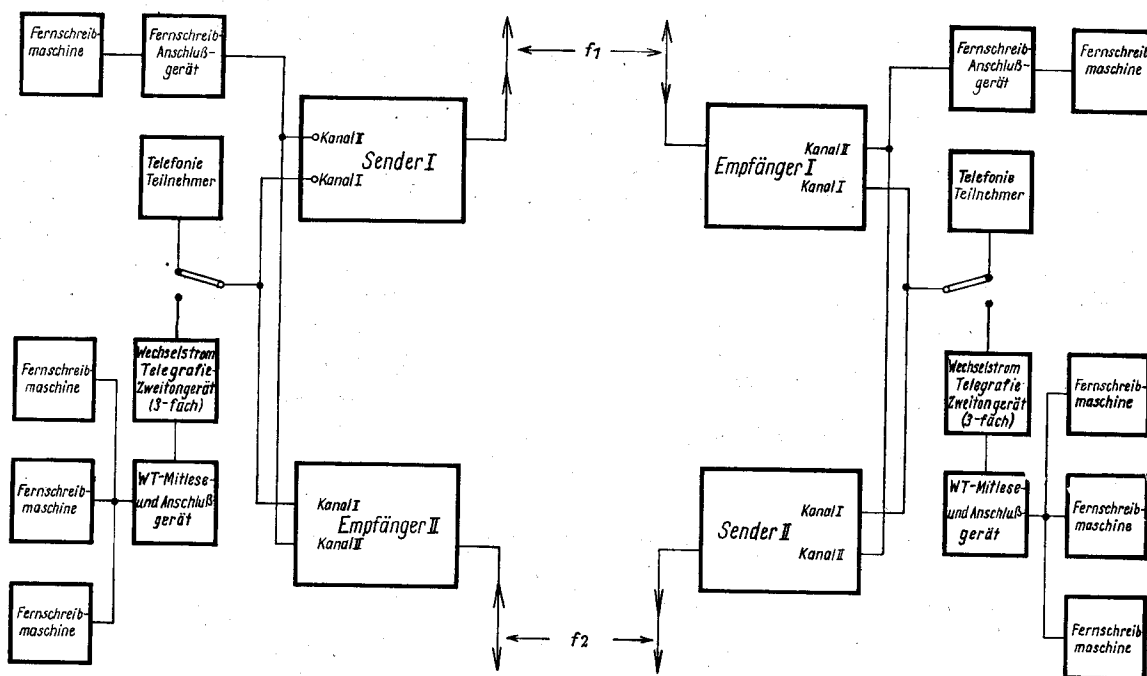 Fernschreib-
maschine
Fernschreib-
Anschluß-
gerät
f1
Fernschreib-
Anschluß-
gerät
Fernschreib-
maschine
Telefonie
Teilnehmer
Kanal II
Sender I
Kanal I
Kanal II
Empfänger I
Kanal I
Telefonie
Teilnehmer
Fernschreib-
maschine
Wechselstrom
Telegrafie-
Zweitongerät
(3-fach)
Wechselstrom
Telegrafie-
Zweitongerät
(3-fach)
Fernschreib-
maschine
Fernschreib-
maschine
WT-Mitlese-
und Anschluß-
gerät
Kanal I
Empfänger II
Kanal II
Kanal I
Sender II
Kanal II
WT-Mitlese-
und Anschluß-
gerät
Fernschreib-
maschine
Fernschreib-
maschine
f2
Fernschreib-
maschine